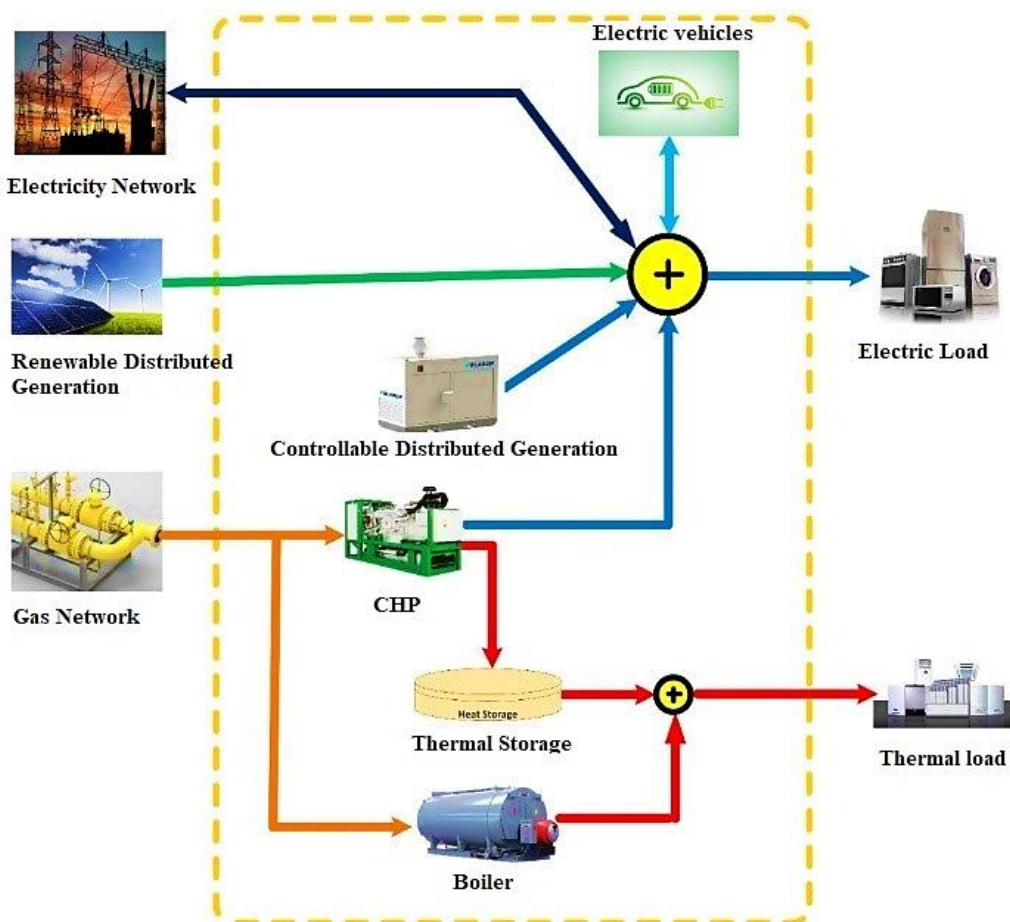 Electric vehicles
Electricity Network
+
Renewable Distributed
Generation
Electric Load
Controllable Distributed Generation
Gas Network
CHP
Heat Storage
+
Thermal Storage
Thermal load
Boiler